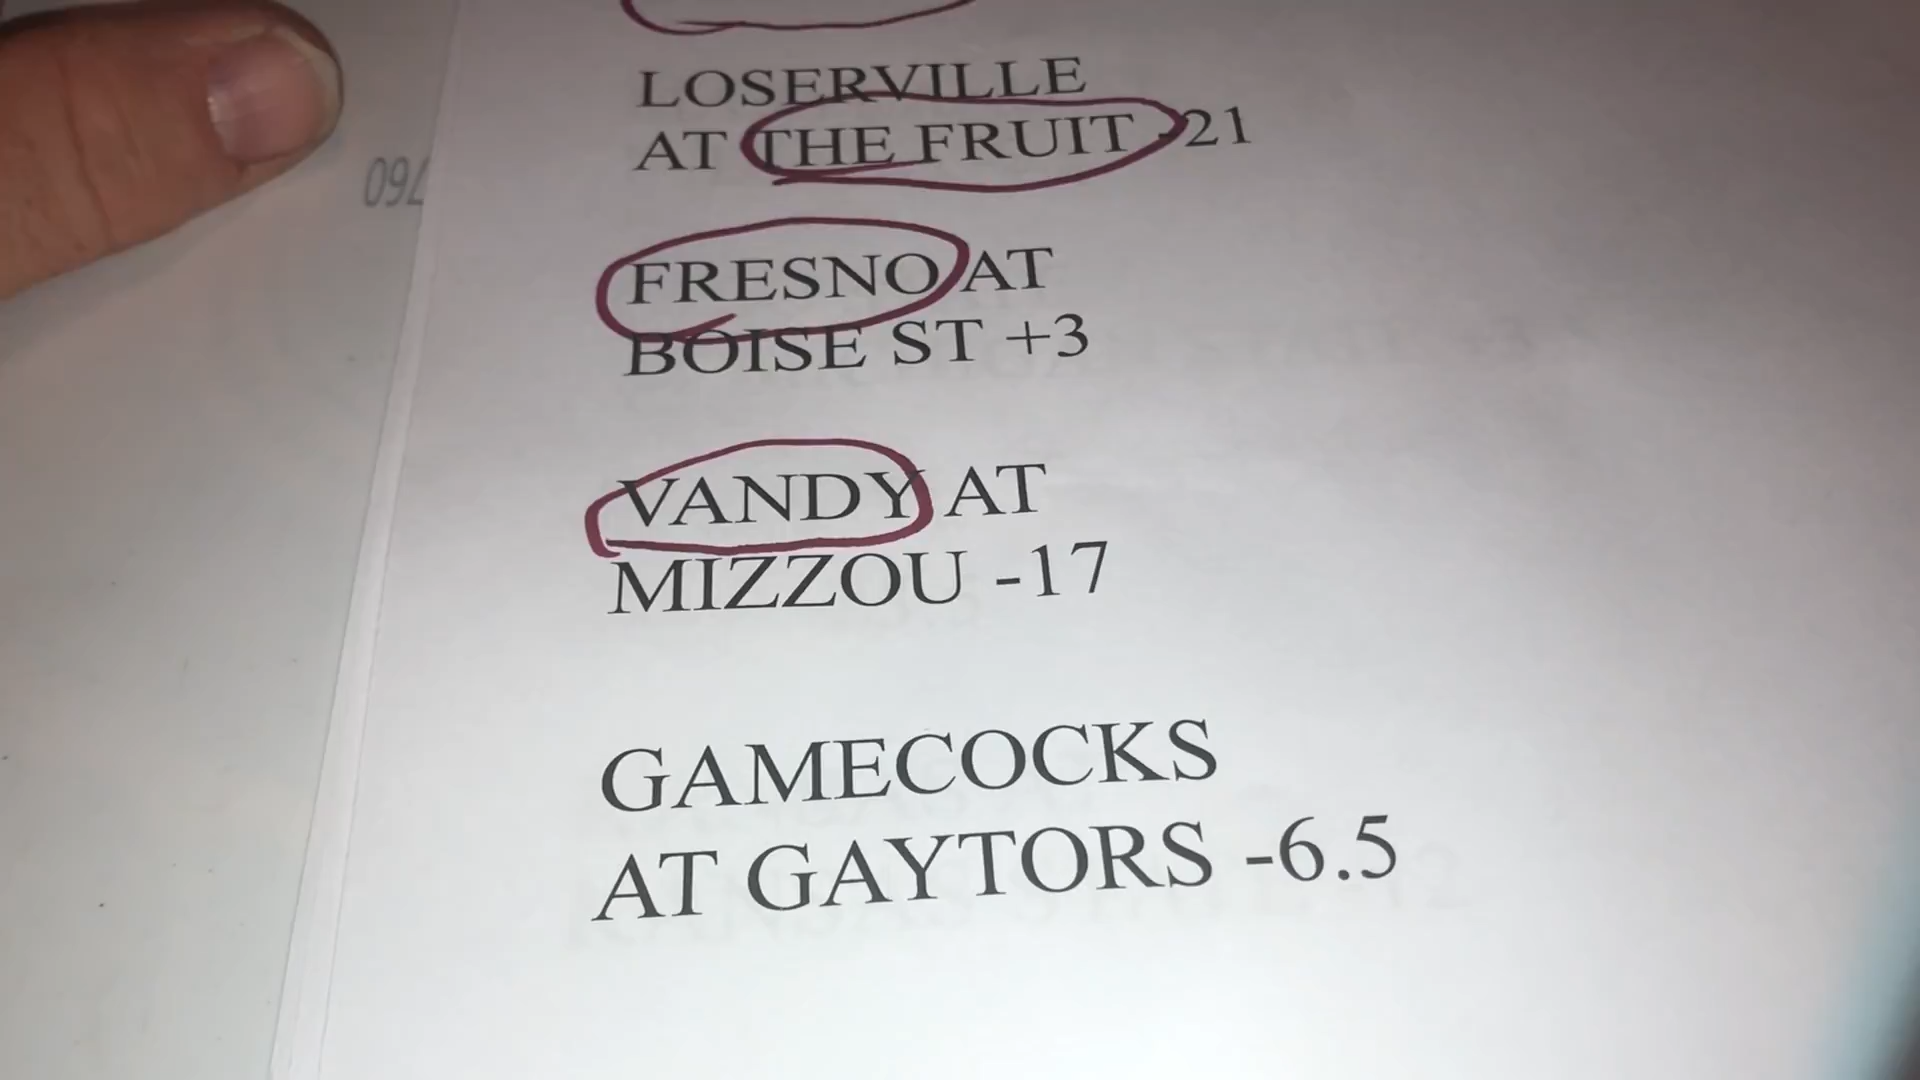 LOSERVILLE
AT THE FRUIT -21
FRESNO AT
BOISE ST +3
VANDY AT
MIZZOU -17
GAMECOCKS
AT GAYTORS -6.5